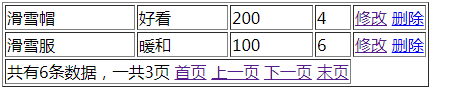 滑雪帽 好看 200 4 修改 删除
滑雪服 暖和 100 6 修改 删除
共有6条数据，一共3页 首页 上一页 下一页 末页